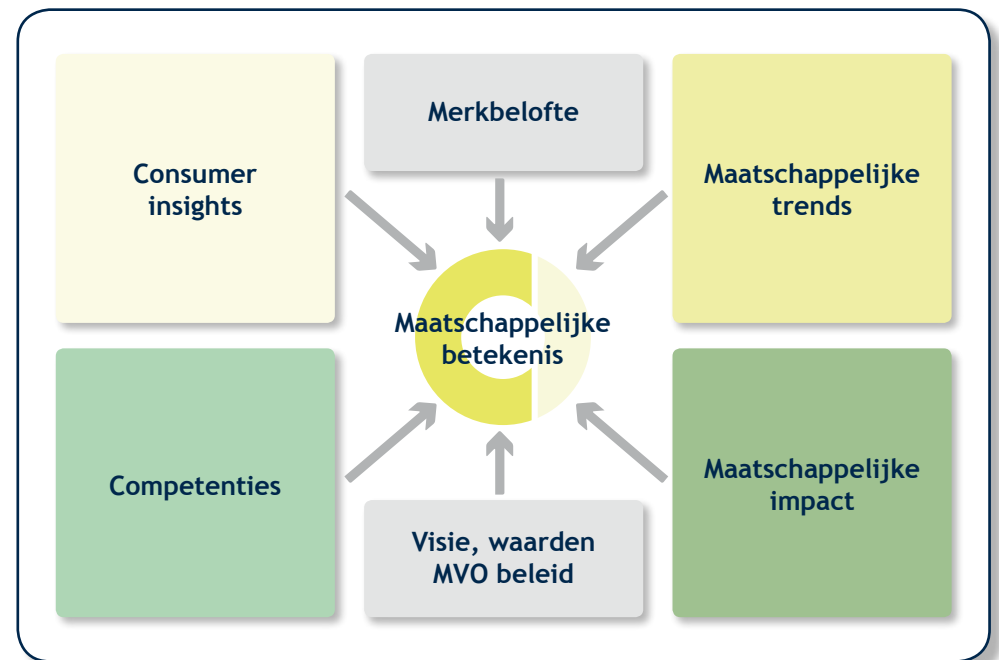 Consumer
insights
Merkbelofte
Maatschappelijke
trends
Maatschappelijke
betekenis
Competenties
Visie, waarden
MVO beleid
Maatschappelijke
impact